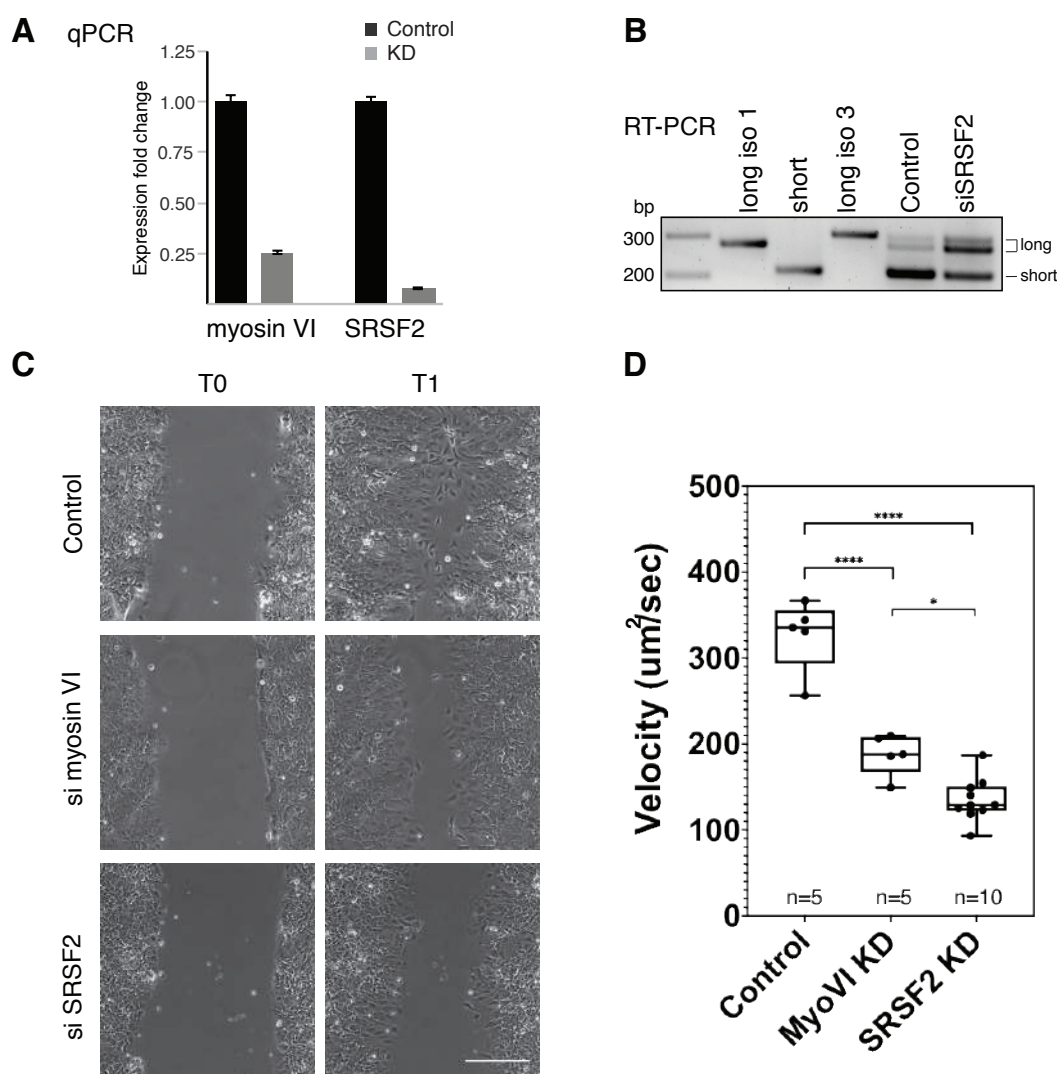 A
qPCR
Control
KD
Expression fold change
1.25
1.00
0.75
0.50
0.25
myosin VI
SRSF2
B
RT-PCR
long iso 1
short
long iso 3
Control
siSRSF2
bp
300
200
long
short
C
T0
T1
Control
si myosin VI
si SRSF2
D
Velocity (um²/sec)
500
400
300
200
100
0
****
****
*
n=5
n=5
n=10
Control
MyoVI KD
SRSF2 KD